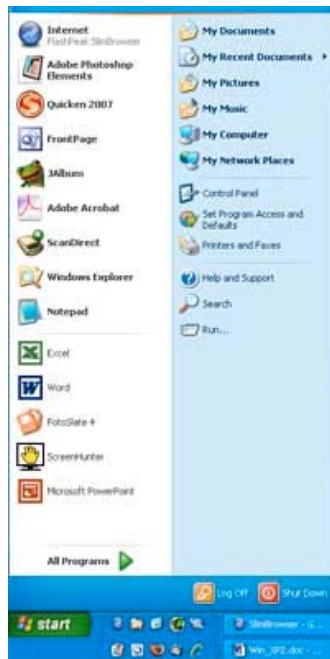 Internet
FlashPeak SlimBrowser
Adobe Photoshop
Elements
Quicken 2007
FrontPage
JAlbum
Adobe Acrobat
ScanDirect
Windows Explorer
Notepad
Excel
Word
FotoSlate 4
ScreenHunter
Microsoft PowerPoint
All Programs
My Documents
My Recent Documents
My Pictures
My Music
My Computer
My Network Places
Control Panel
Set Program Access and
Defaults
Printers and Faxes
Help and Support
Search
Run...
Log Off
Shut Down
start
SlimBrowser - G...
Win_XP2.doc - ...